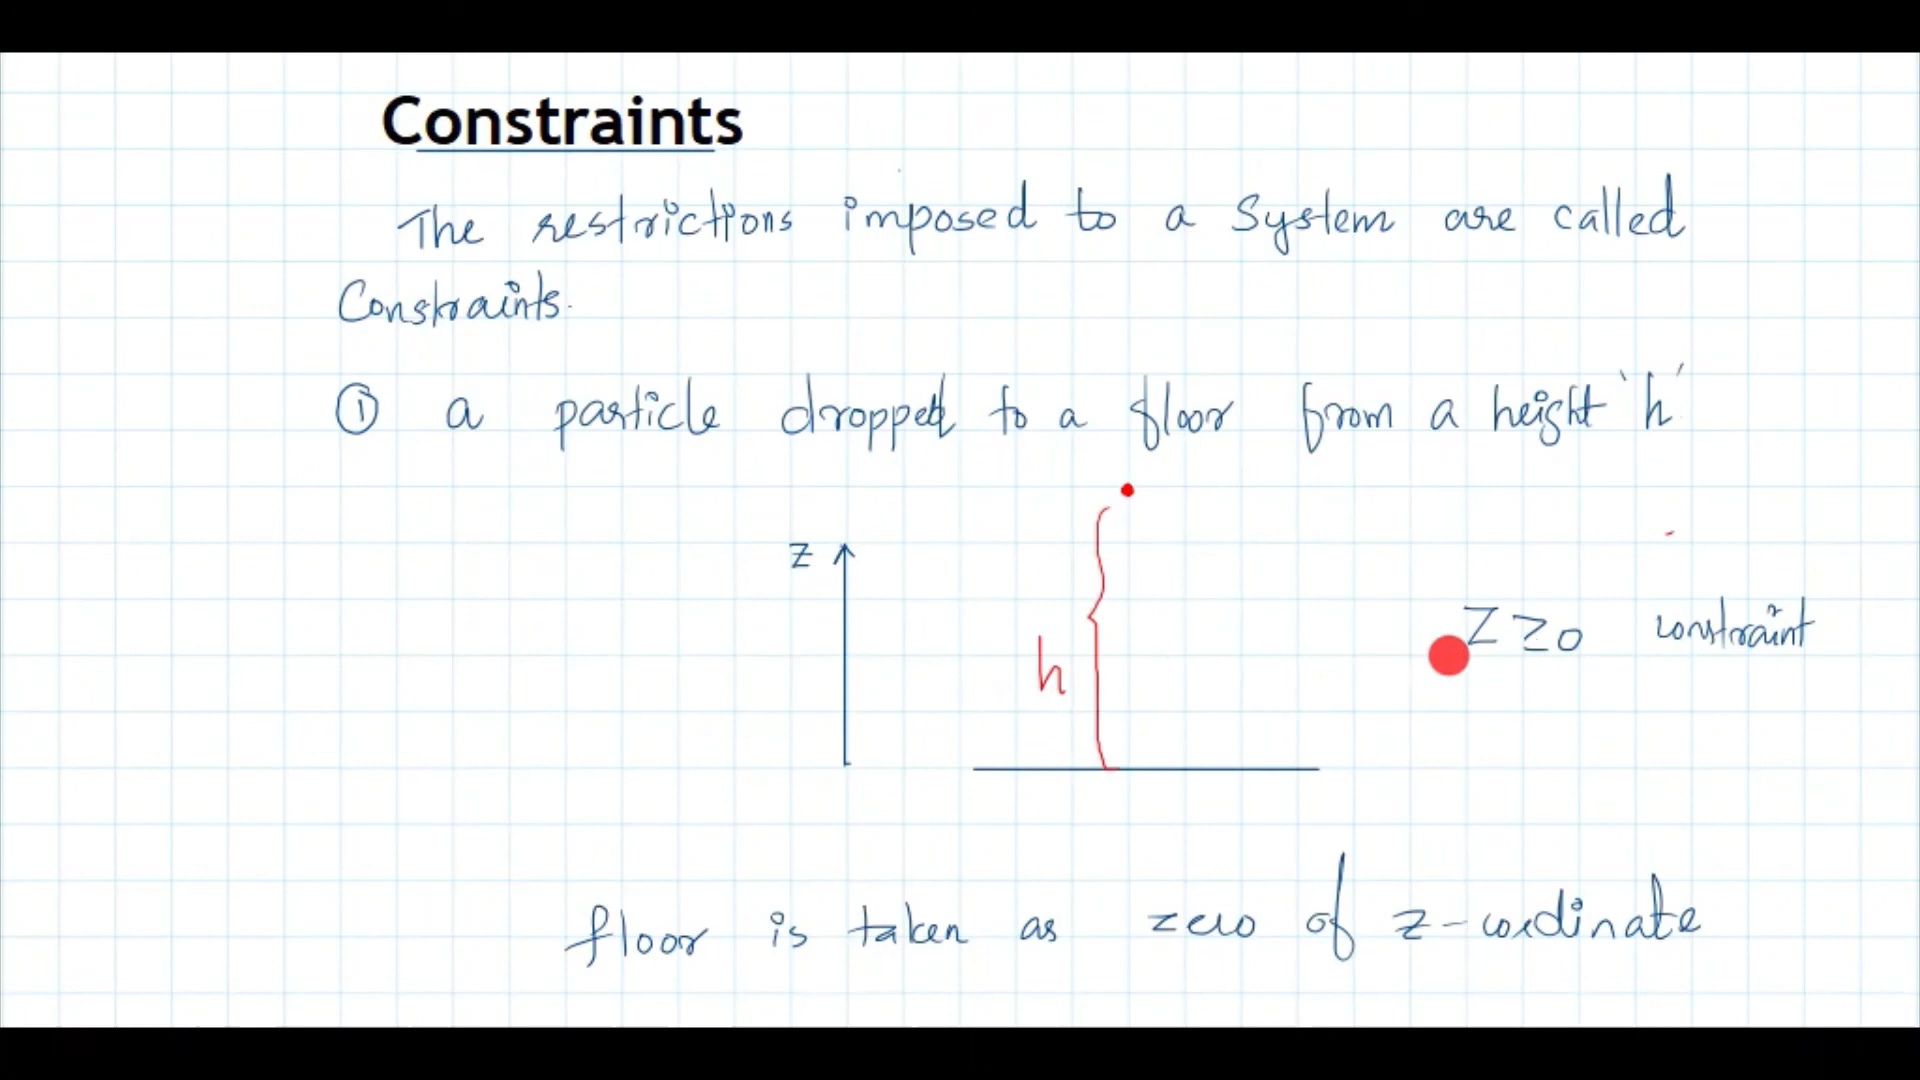 Constraints
The restrictions imposed to a System are called
Constraints.
① a particle dropped to a floor from a height 'h'
z
h
Z ≥ 0 constraint
floor is taken as zero of z-cordinate